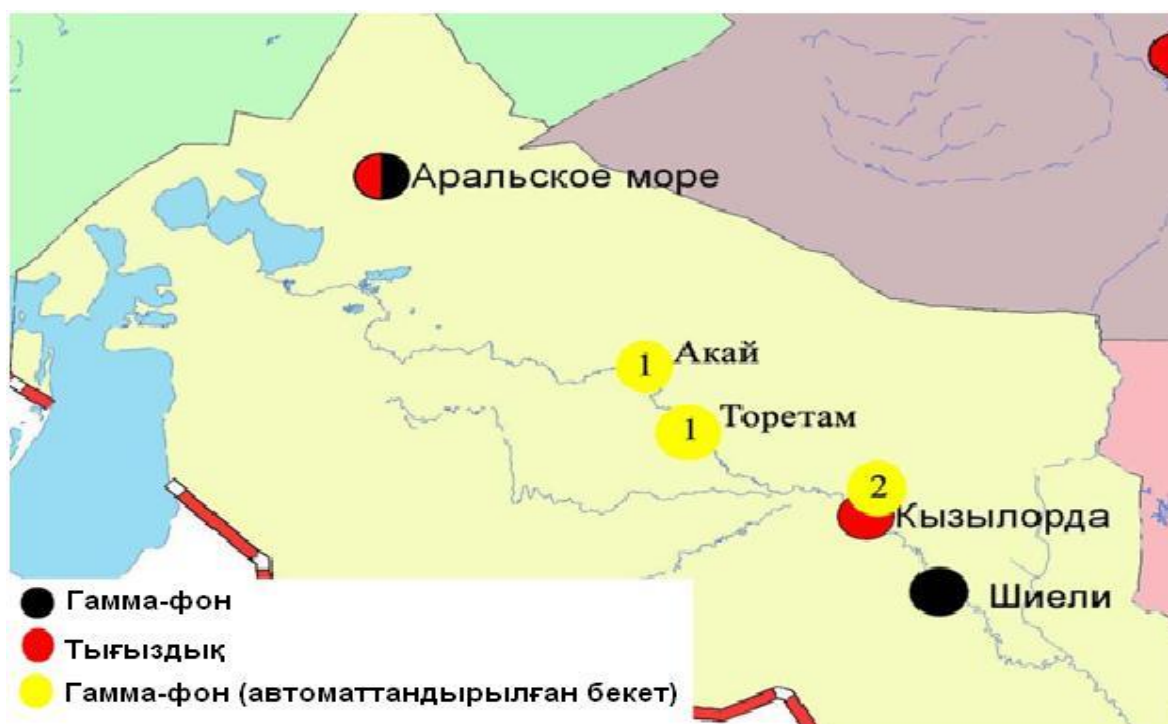 Аральское море
1 Акай
1 Торетам
2
Кызылорда
Шиели
Гамма-фон
Тығыздық
Гамма-фон (автоматтандырылған бекет)